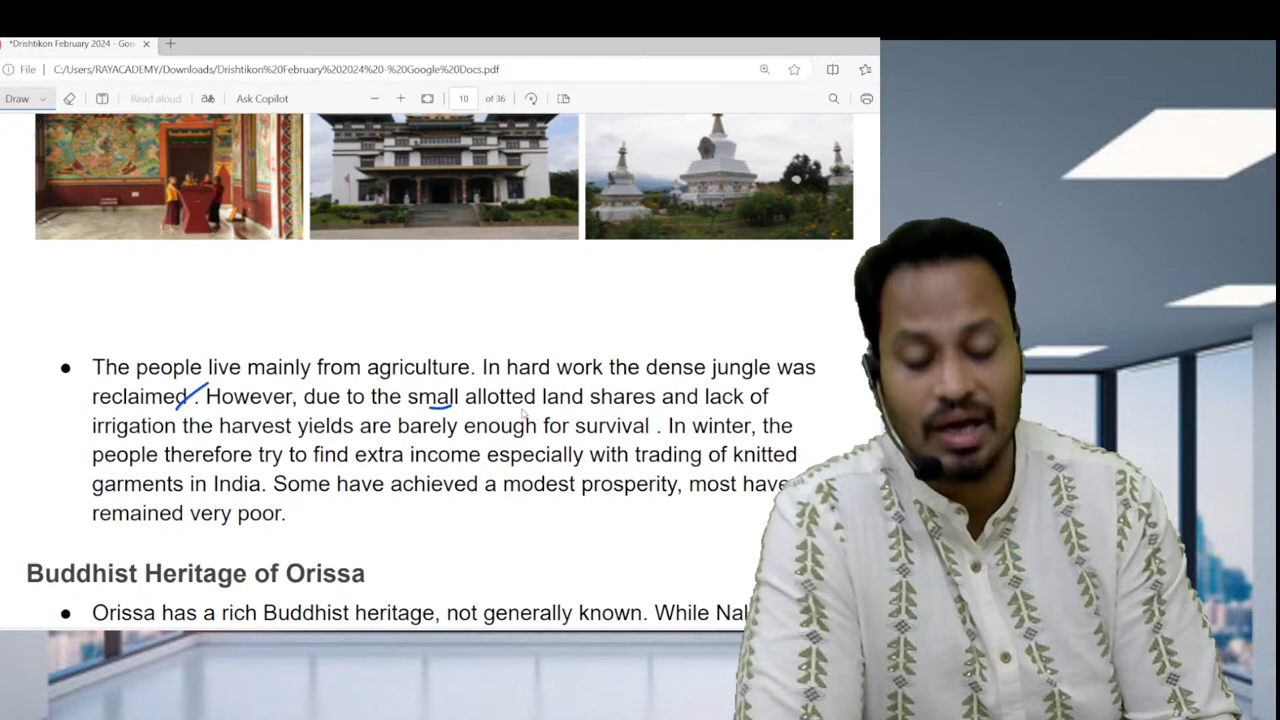 *Drishtikon February 2024 - Goo
File C:/Users/RAYACADEMY/Downloads/Drishtikon%20February%202024%20-%20Google%20Docs.pdf
Draw Read aloud aあ Ask Copilot 10 of 36
The people live mainly from agriculture. In hard work the dense jungle was
reclaimed . However, due to the small allotted land shares and lack of
irrigation the harvest yields are barely enough for survival . In winter, the
people therefore try to find extra income especially with trading of knitted
garments in India. Some have achieved a modest prosperity, most have
remained very poor.
Buddhist Heritage of Orissa
Orissa has a rich Buddhist heritage, not generally known. While Nal